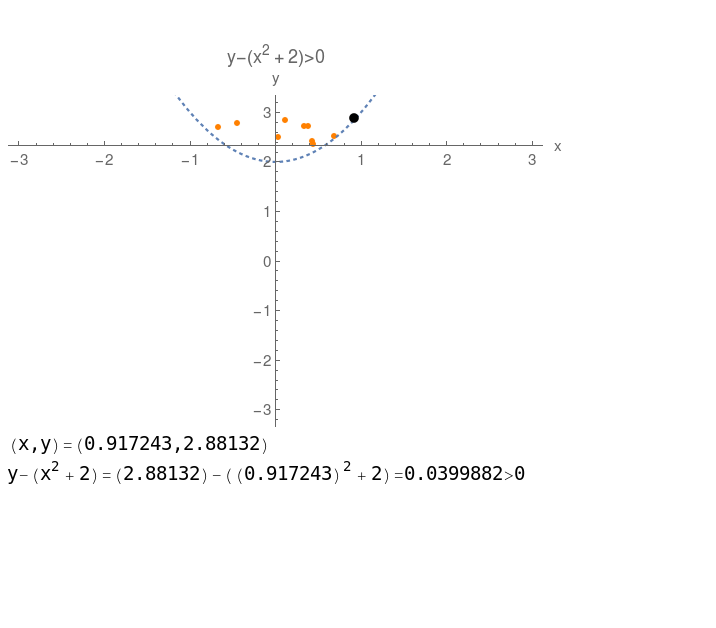 y−(x² + 2)>0
y
3
−3 −2 −1 2 1 2 3 x
1
0
−1
−2
−3
(x,y) = (0.917243,2.88132)
y− (x² + 2) = (2.88132) − ( (0.917243)² + 2) =0.0399882>0